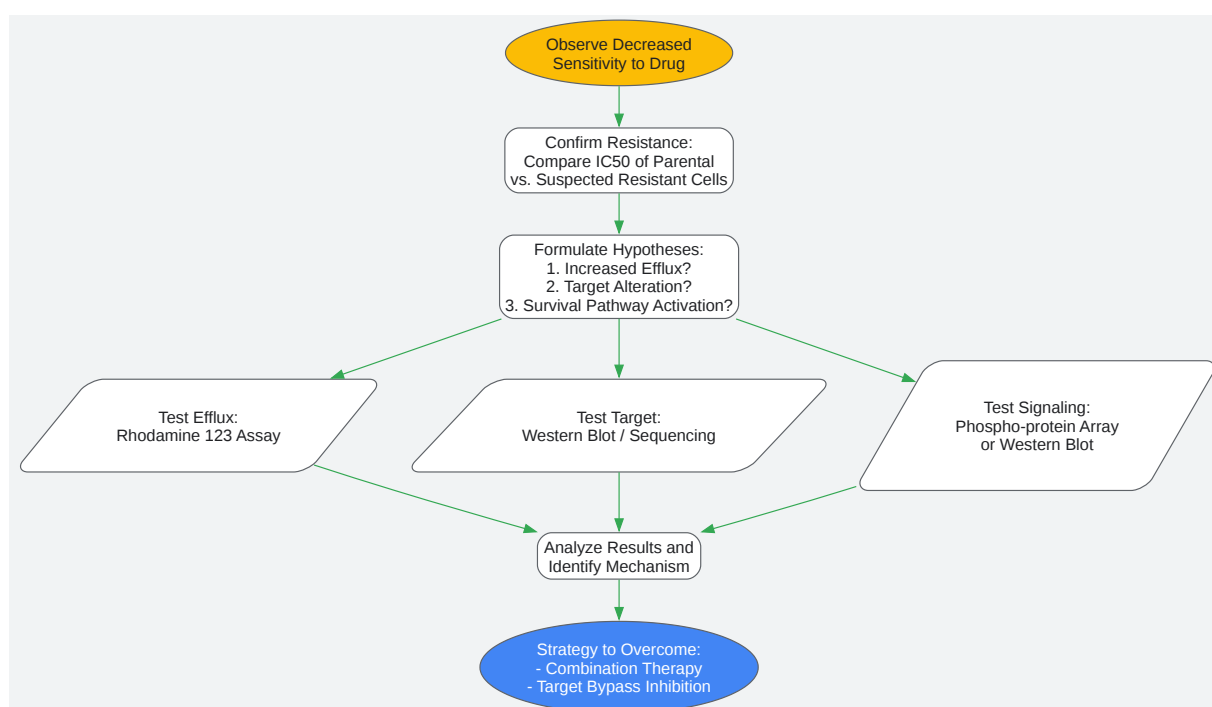 Observe Decreased
Sensitivity to Drug
Confirm Resistance:
Compare IC50 of Parental
vs. Suspected Resistant Cells
Formulate Hypotheses:
1. Increased Efflux?
2. Target Alteration?
3. Survival Pathway Activation?
Test Efflux:
Rhodamine 123 Assay
Test Target:
Western Blot / Sequencing
Test Signaling:
Phospho-protein Array
or Western Blot
Analyze Results and
Identify Mechanism
Strategy to Overcome:
- Combination Therapy
- Target Bypass Inhibition